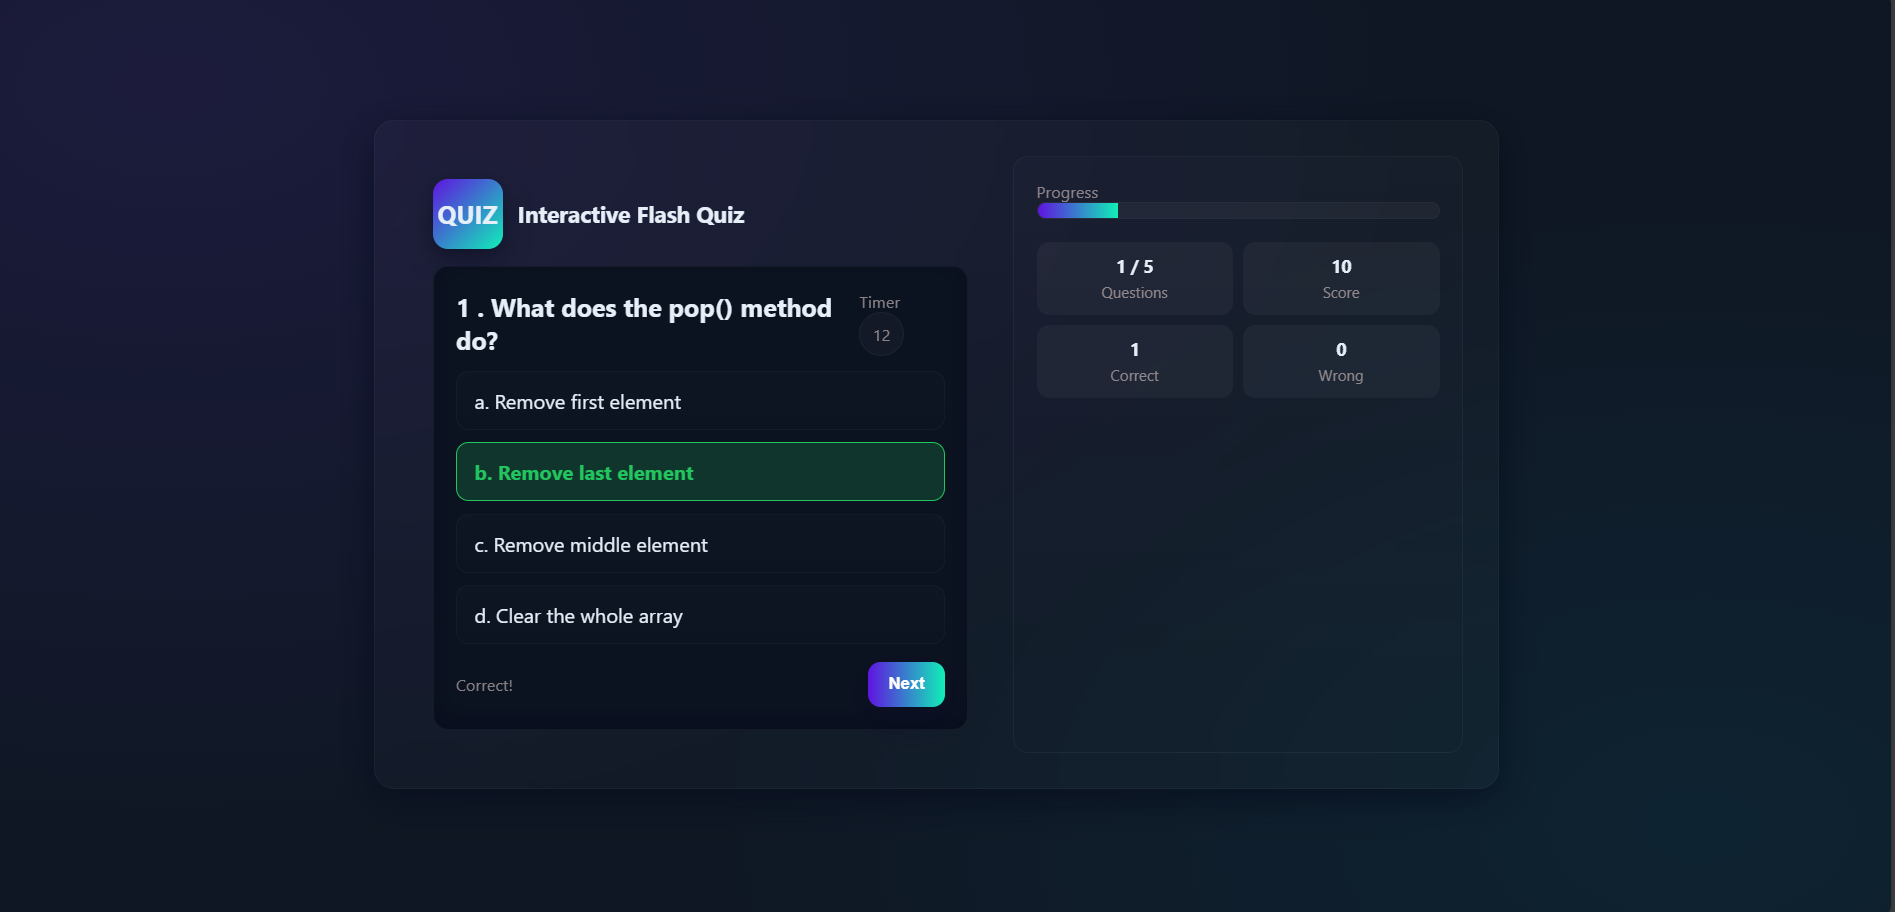 QUIZ
Interactive Flash Quiz
1 . What does the pop() method
do?
Timer
12
a. Remove first element
b. Remove last element
c. Remove middle element
d. Clear the whole array
Correct!
Next
Progress
1 / 5
Questions
10
Score
1
Correct
0
Wrong